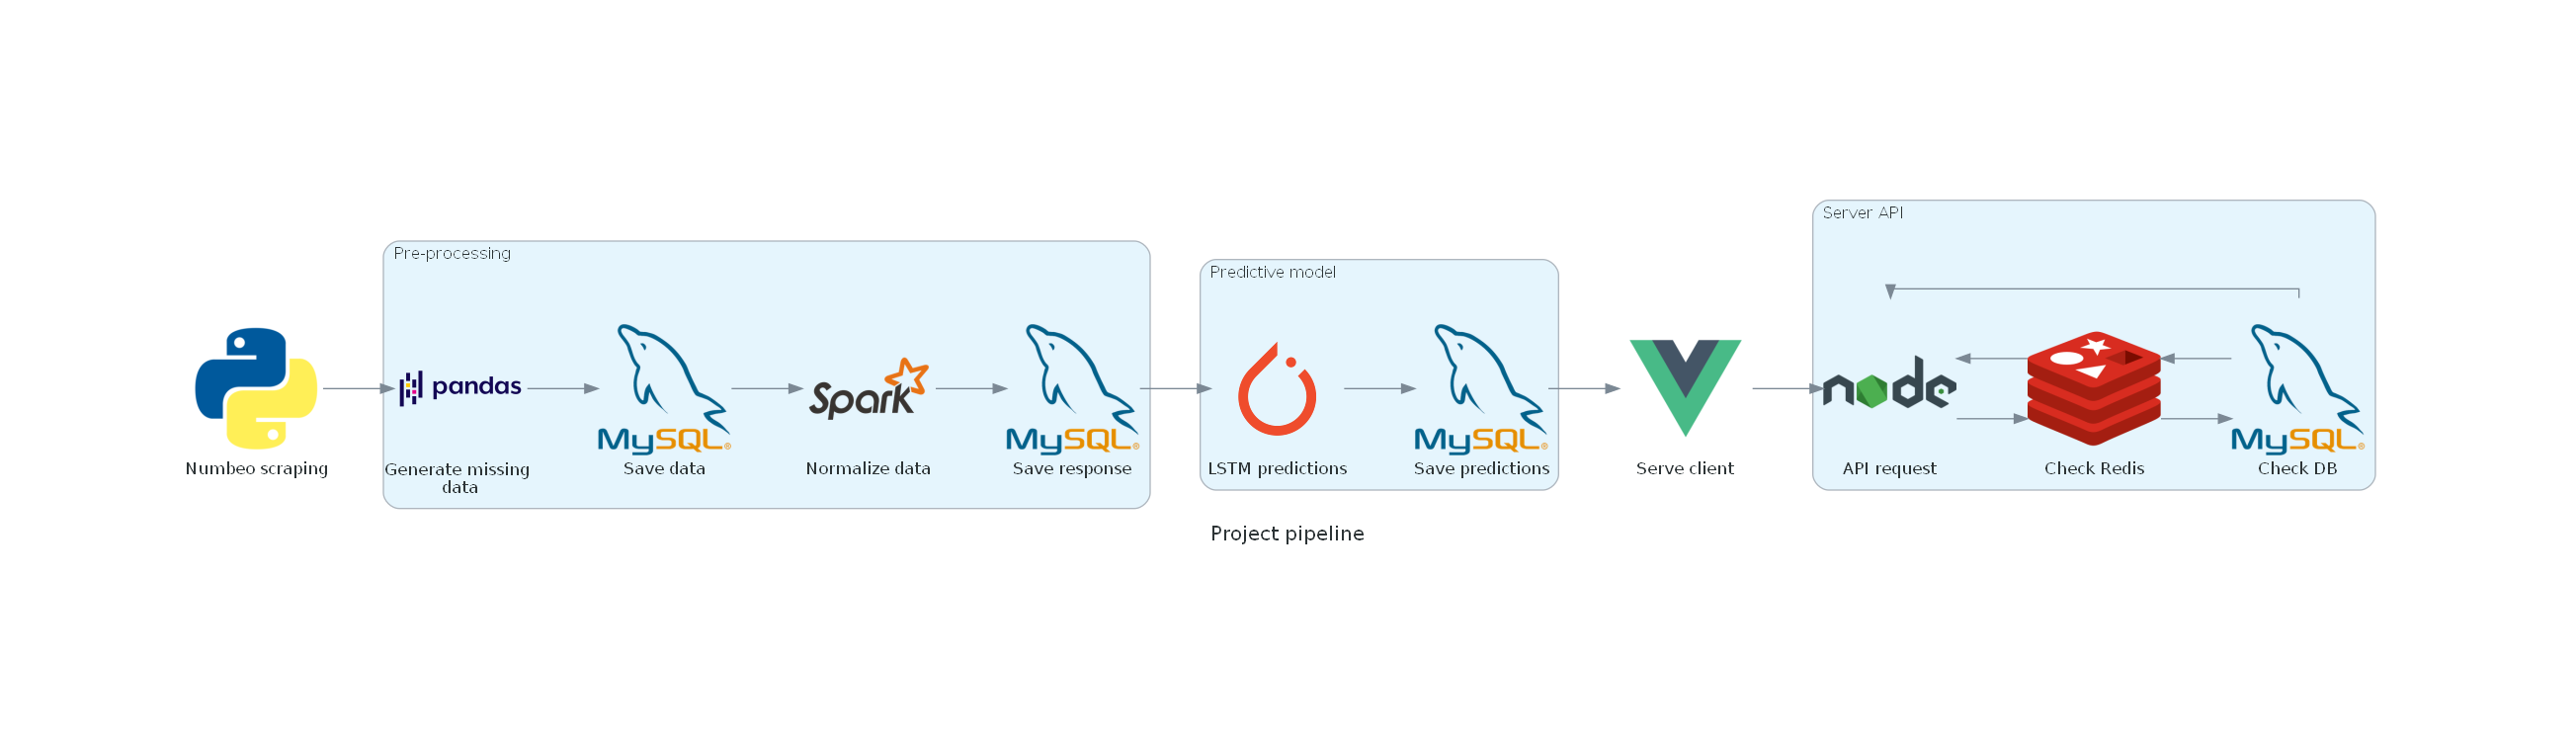 Server API
Pre-processing
Predictive model
pandas
Spark
node
MySQL®
MySQL®
MySQL®
MySQL®
Numbeo scraping
Generate missing
data
Save data
Normalize data
Save response
LSTM predictions
Save predictions
Serve client
API request
Check Redis
Check DB
Project pipeline